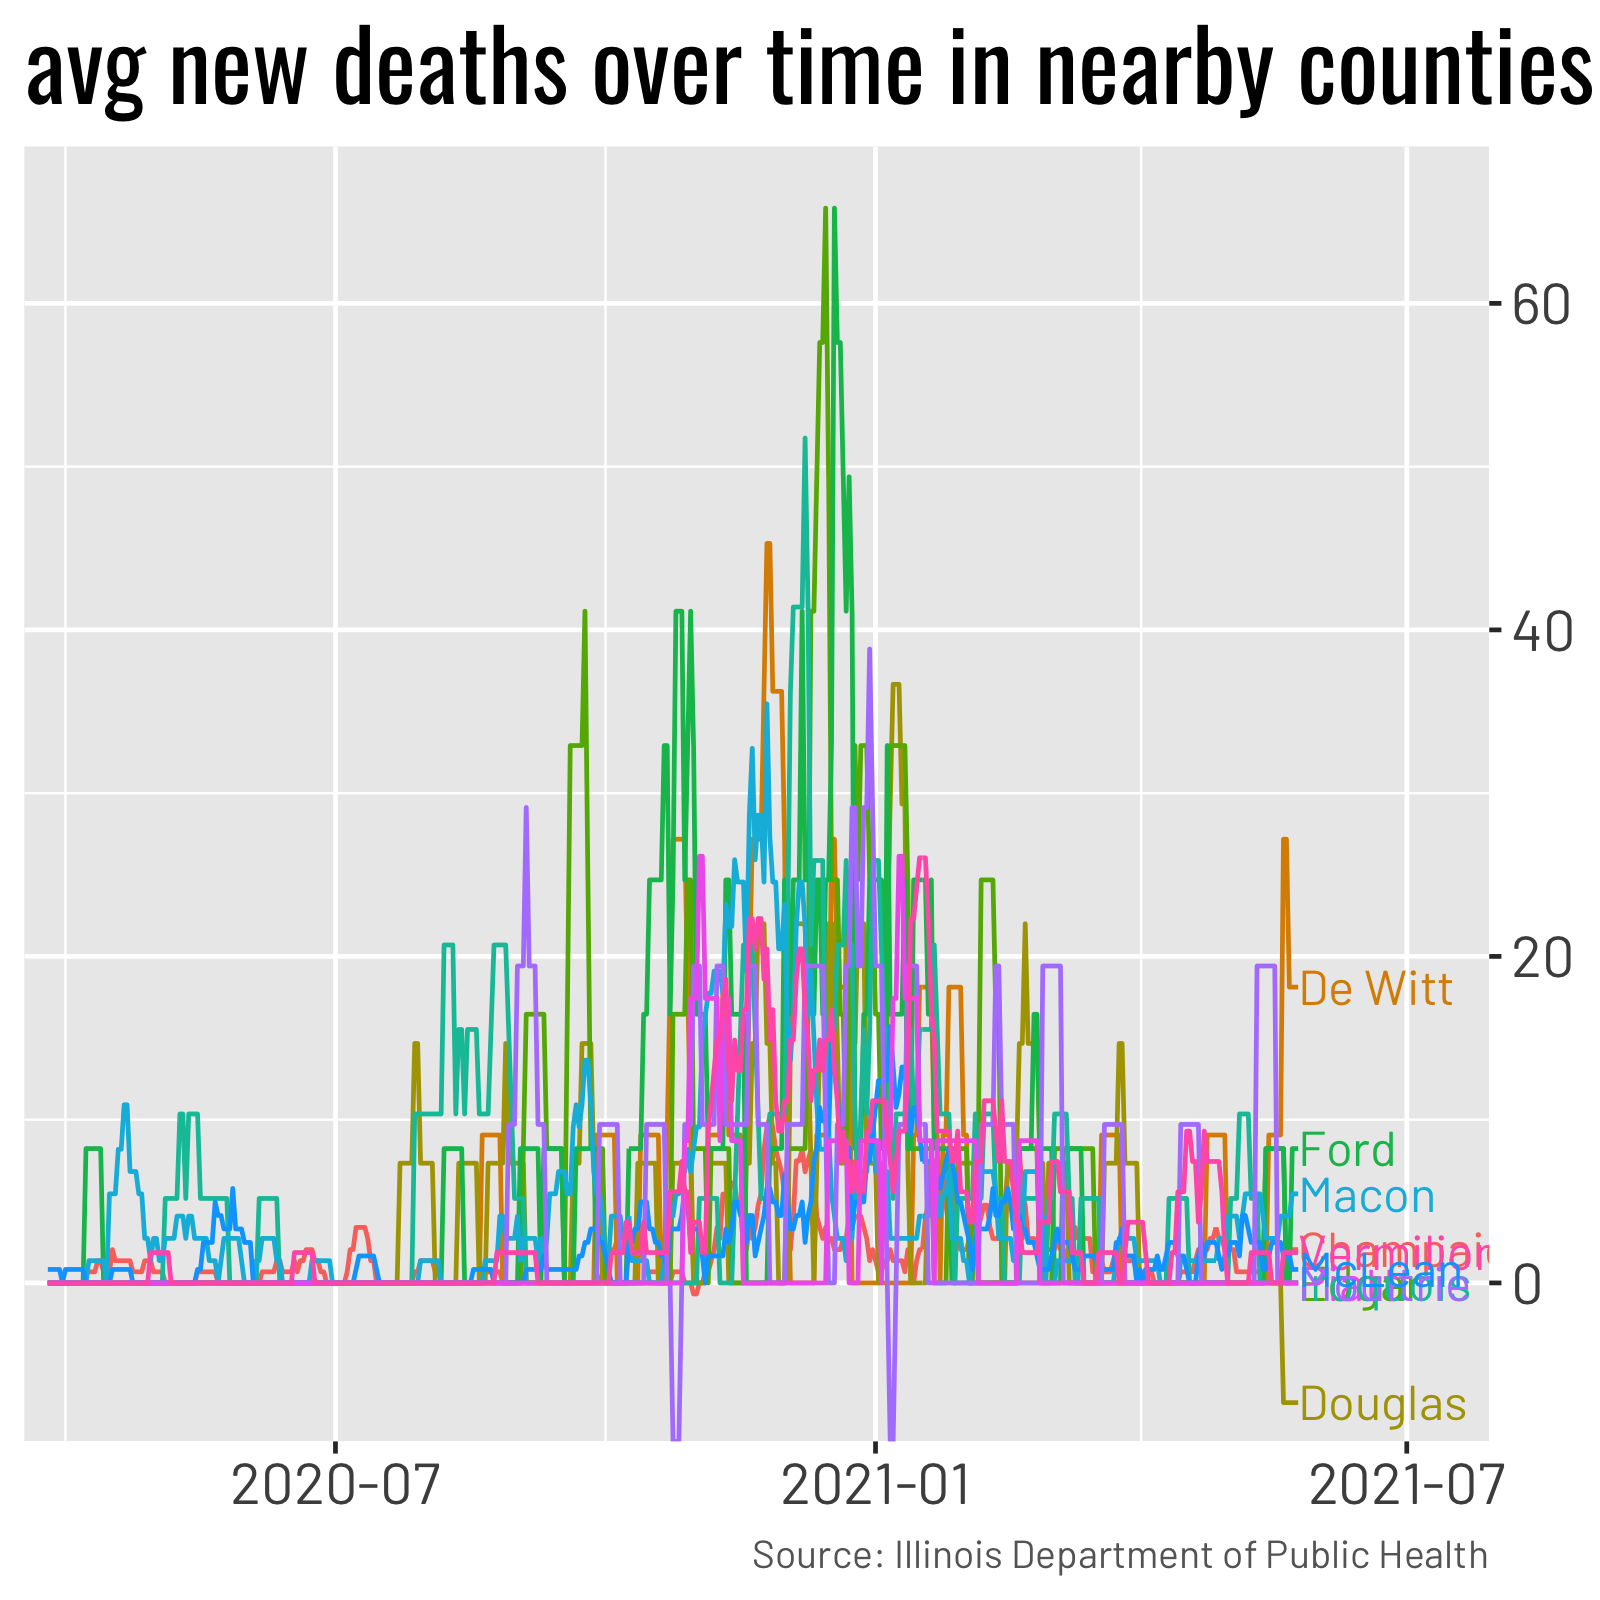 avg new deaths over time in nearby counties
60
40
20
De Witt
Ford
Macon
0
Douglas
2020-07 2021-01 2021-07
Source: Illinois Department of Public Health